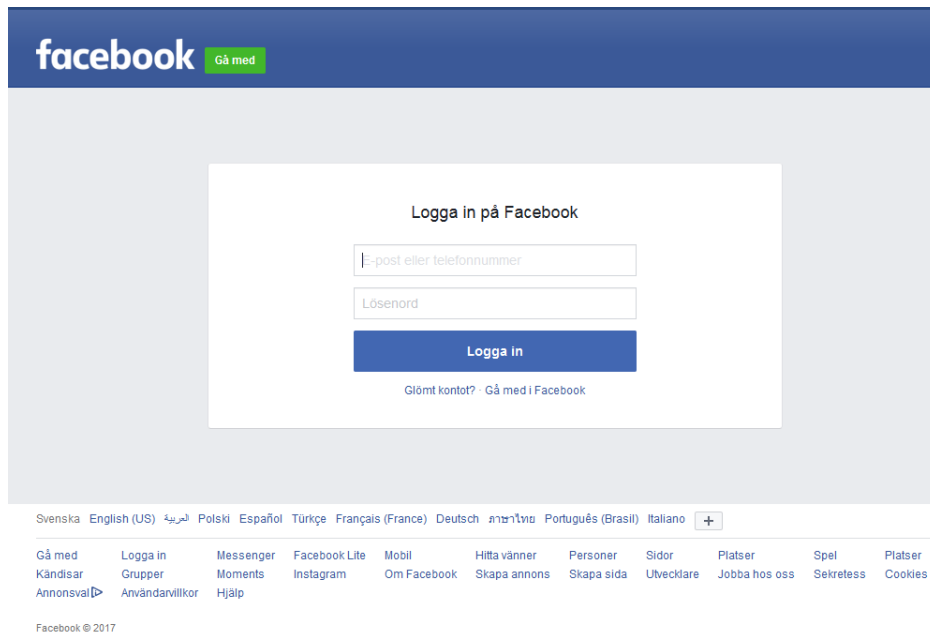 facebook Gå med
Logga in på Facebook
E-post eller telefonnummer
Lösenord
Logga in
Glömt kontot? · Gå med i Facebook
Svenska English (US) العربية Polski Español Türkçe Français (France) Deutsch ภาษาไทย Português (Brasil) Italiano +
Gå med Logga in Messenger Facebook Lite Mobil Hitta vänner Personer Sidor Platser Spel Platser
Kändisar Grupper Moments Instagram Om Facebook Skapa annons Skapa sida Utvecklare Jobba hos oss Sekretess Cookies
Annonsval Användarvillkor Hjälp
Facebook © 2017